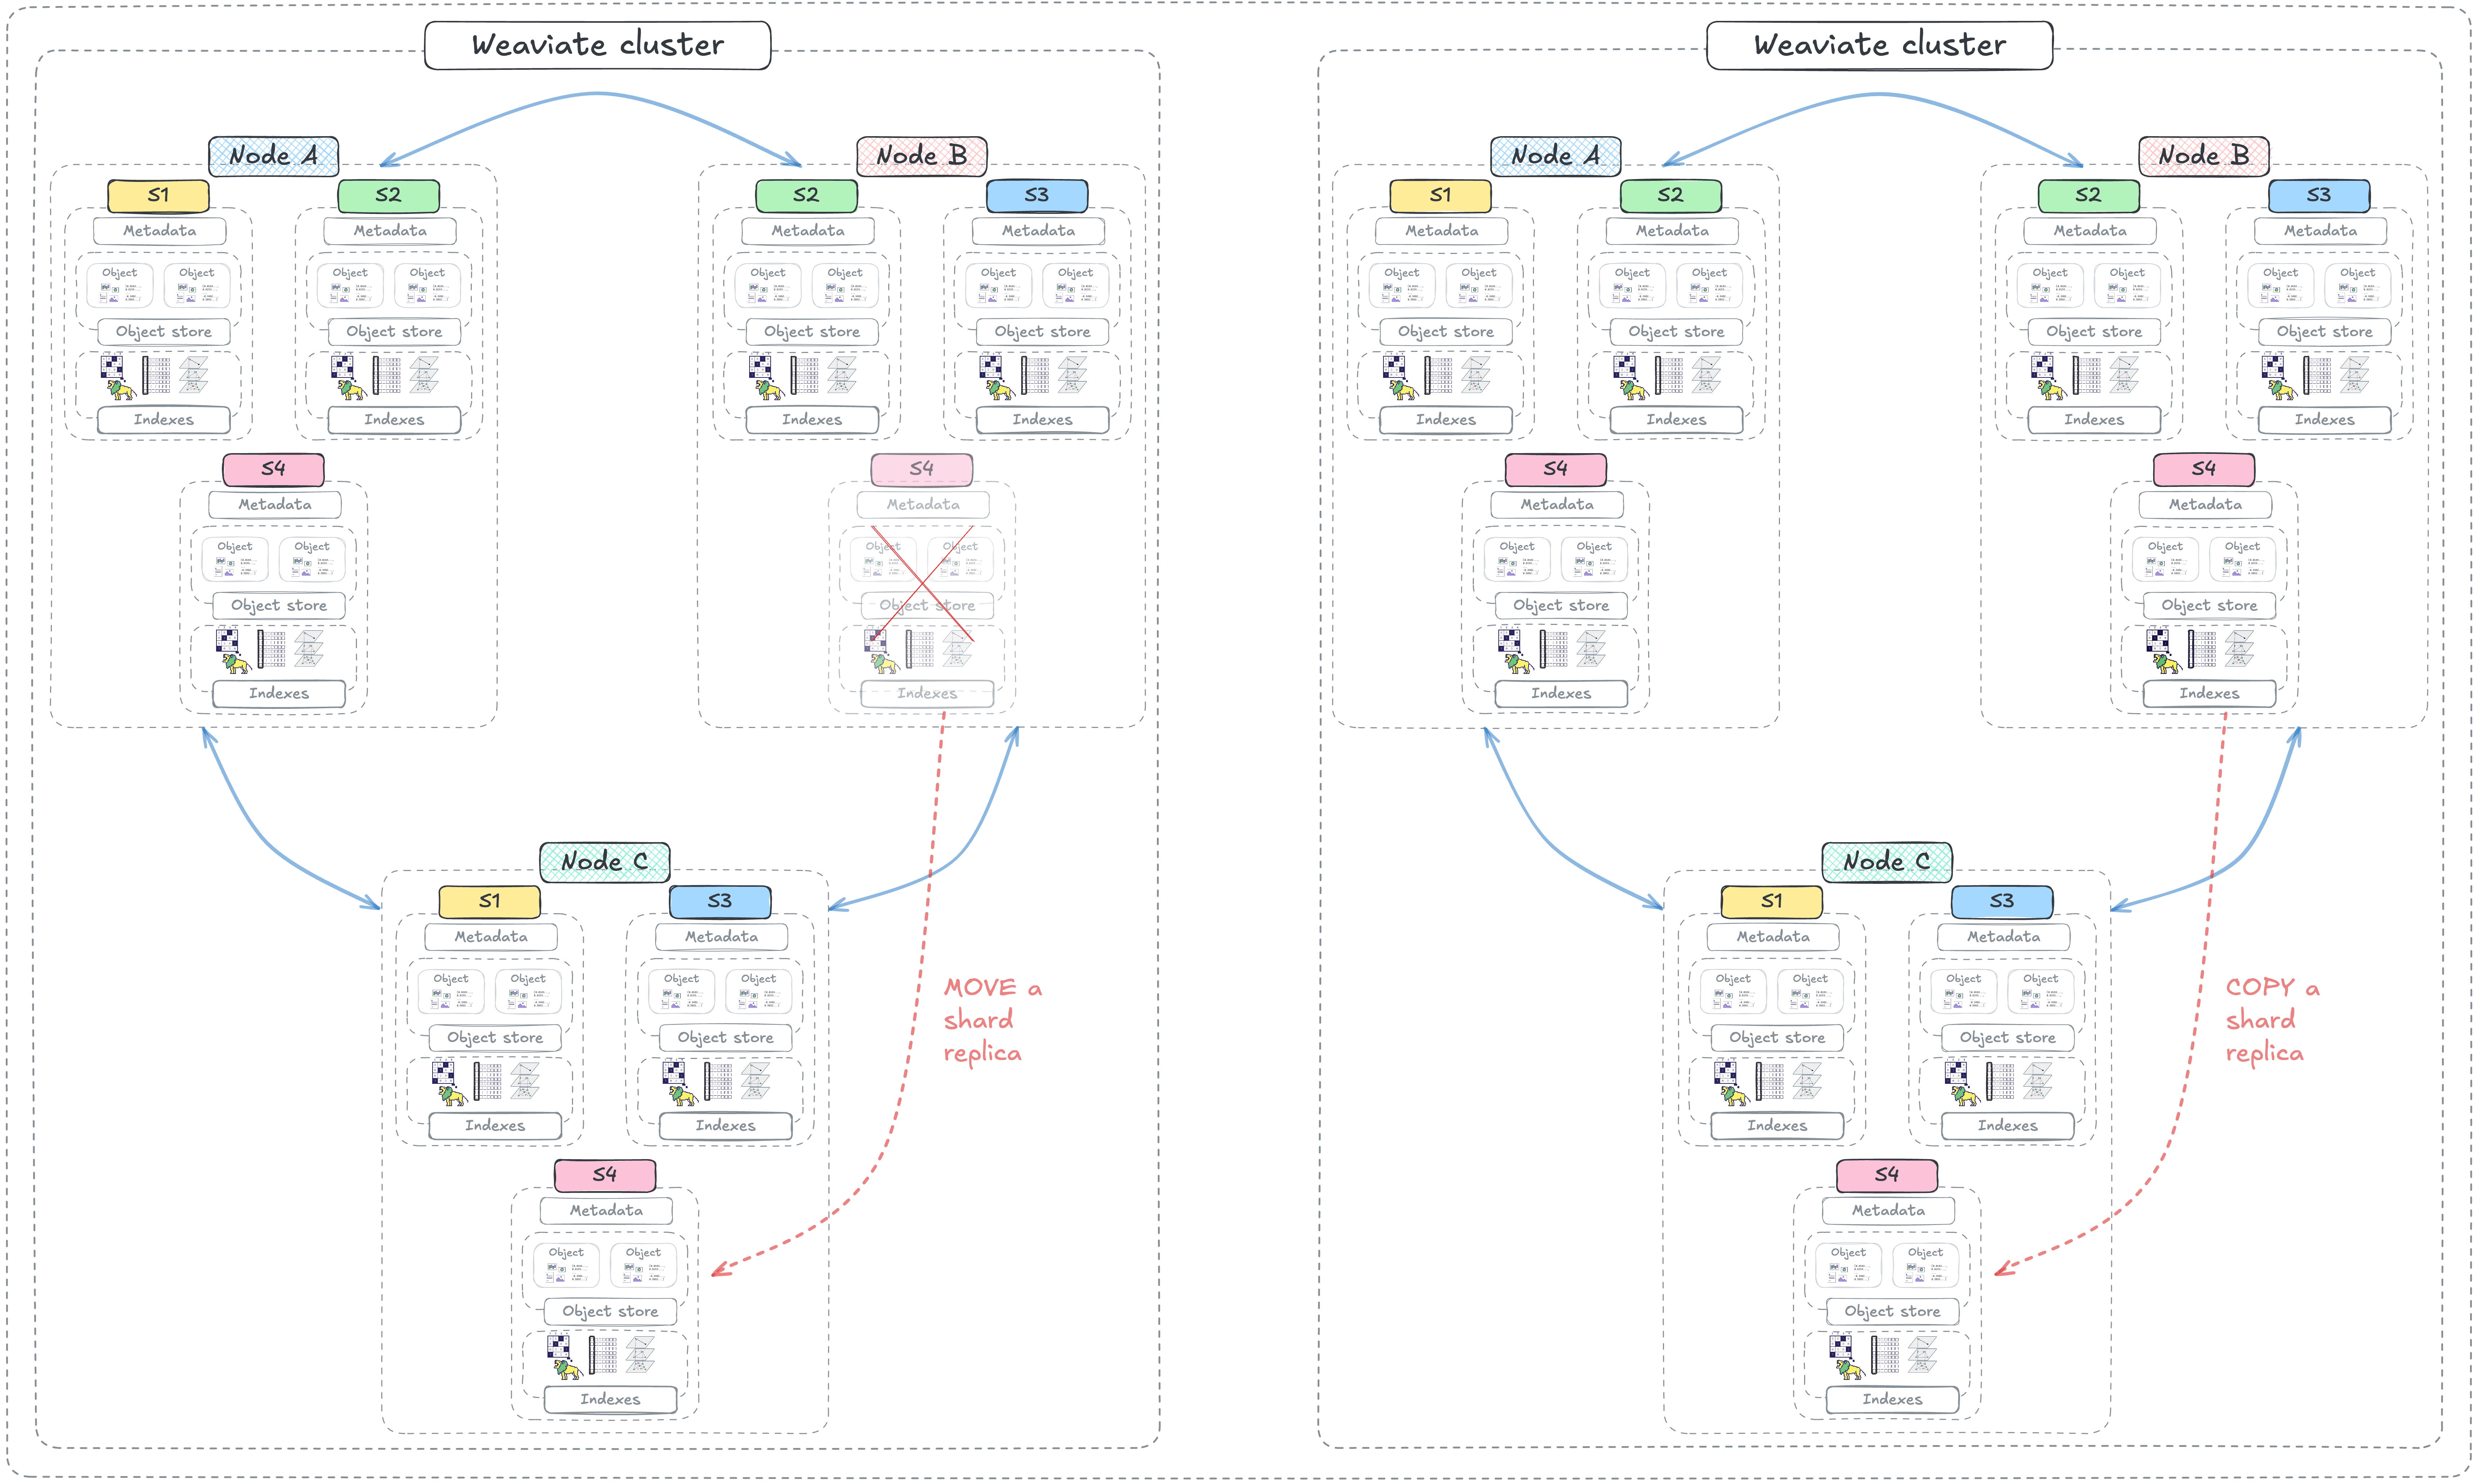 Weaviate cluster
Node A
S1
Metadata
Object
Object
Object store
Indexes
S2
Metadata
Object
Object
Object store
Indexes
S4
Metadata
Object
Object
Object store
Indexes
Node B
S2
Metadata
Object
Object
Object store
Indexes
S3
Metadata
Object
Object
Object store
Indexes
S4
Metadata
Object
Object
Object store
Indexes
Node C
S1
Metadata
Object
Object
Object store
Indexes
S3
Metadata
Object
Object
Object store
Indexes
S4
Metadata
Object
Object
Object store
Indexes
MOVE a
shard
replica
Weaviate cluster
Node A
S1
Metadata
Object
Object
Object store
Indexes
S2
Metadata
Object
Object
Object store
Indexes
S4
Metadata
Object
Object
Object store
Indexes
Node B
S2
Metadata
Object
Object
Object store
Indexes
S3
Metadata
Object
Object
Object store
Indexes
S4
Metadata
Object
Object
Object store
Indexes
Node C
S1
Metadata
Object
Object
Object store
Indexes
S3
Metadata
Object
Object
Object store
Indexes
S4
Metadata
Object
Object
Object store
Indexes
COPY a
shard
replica